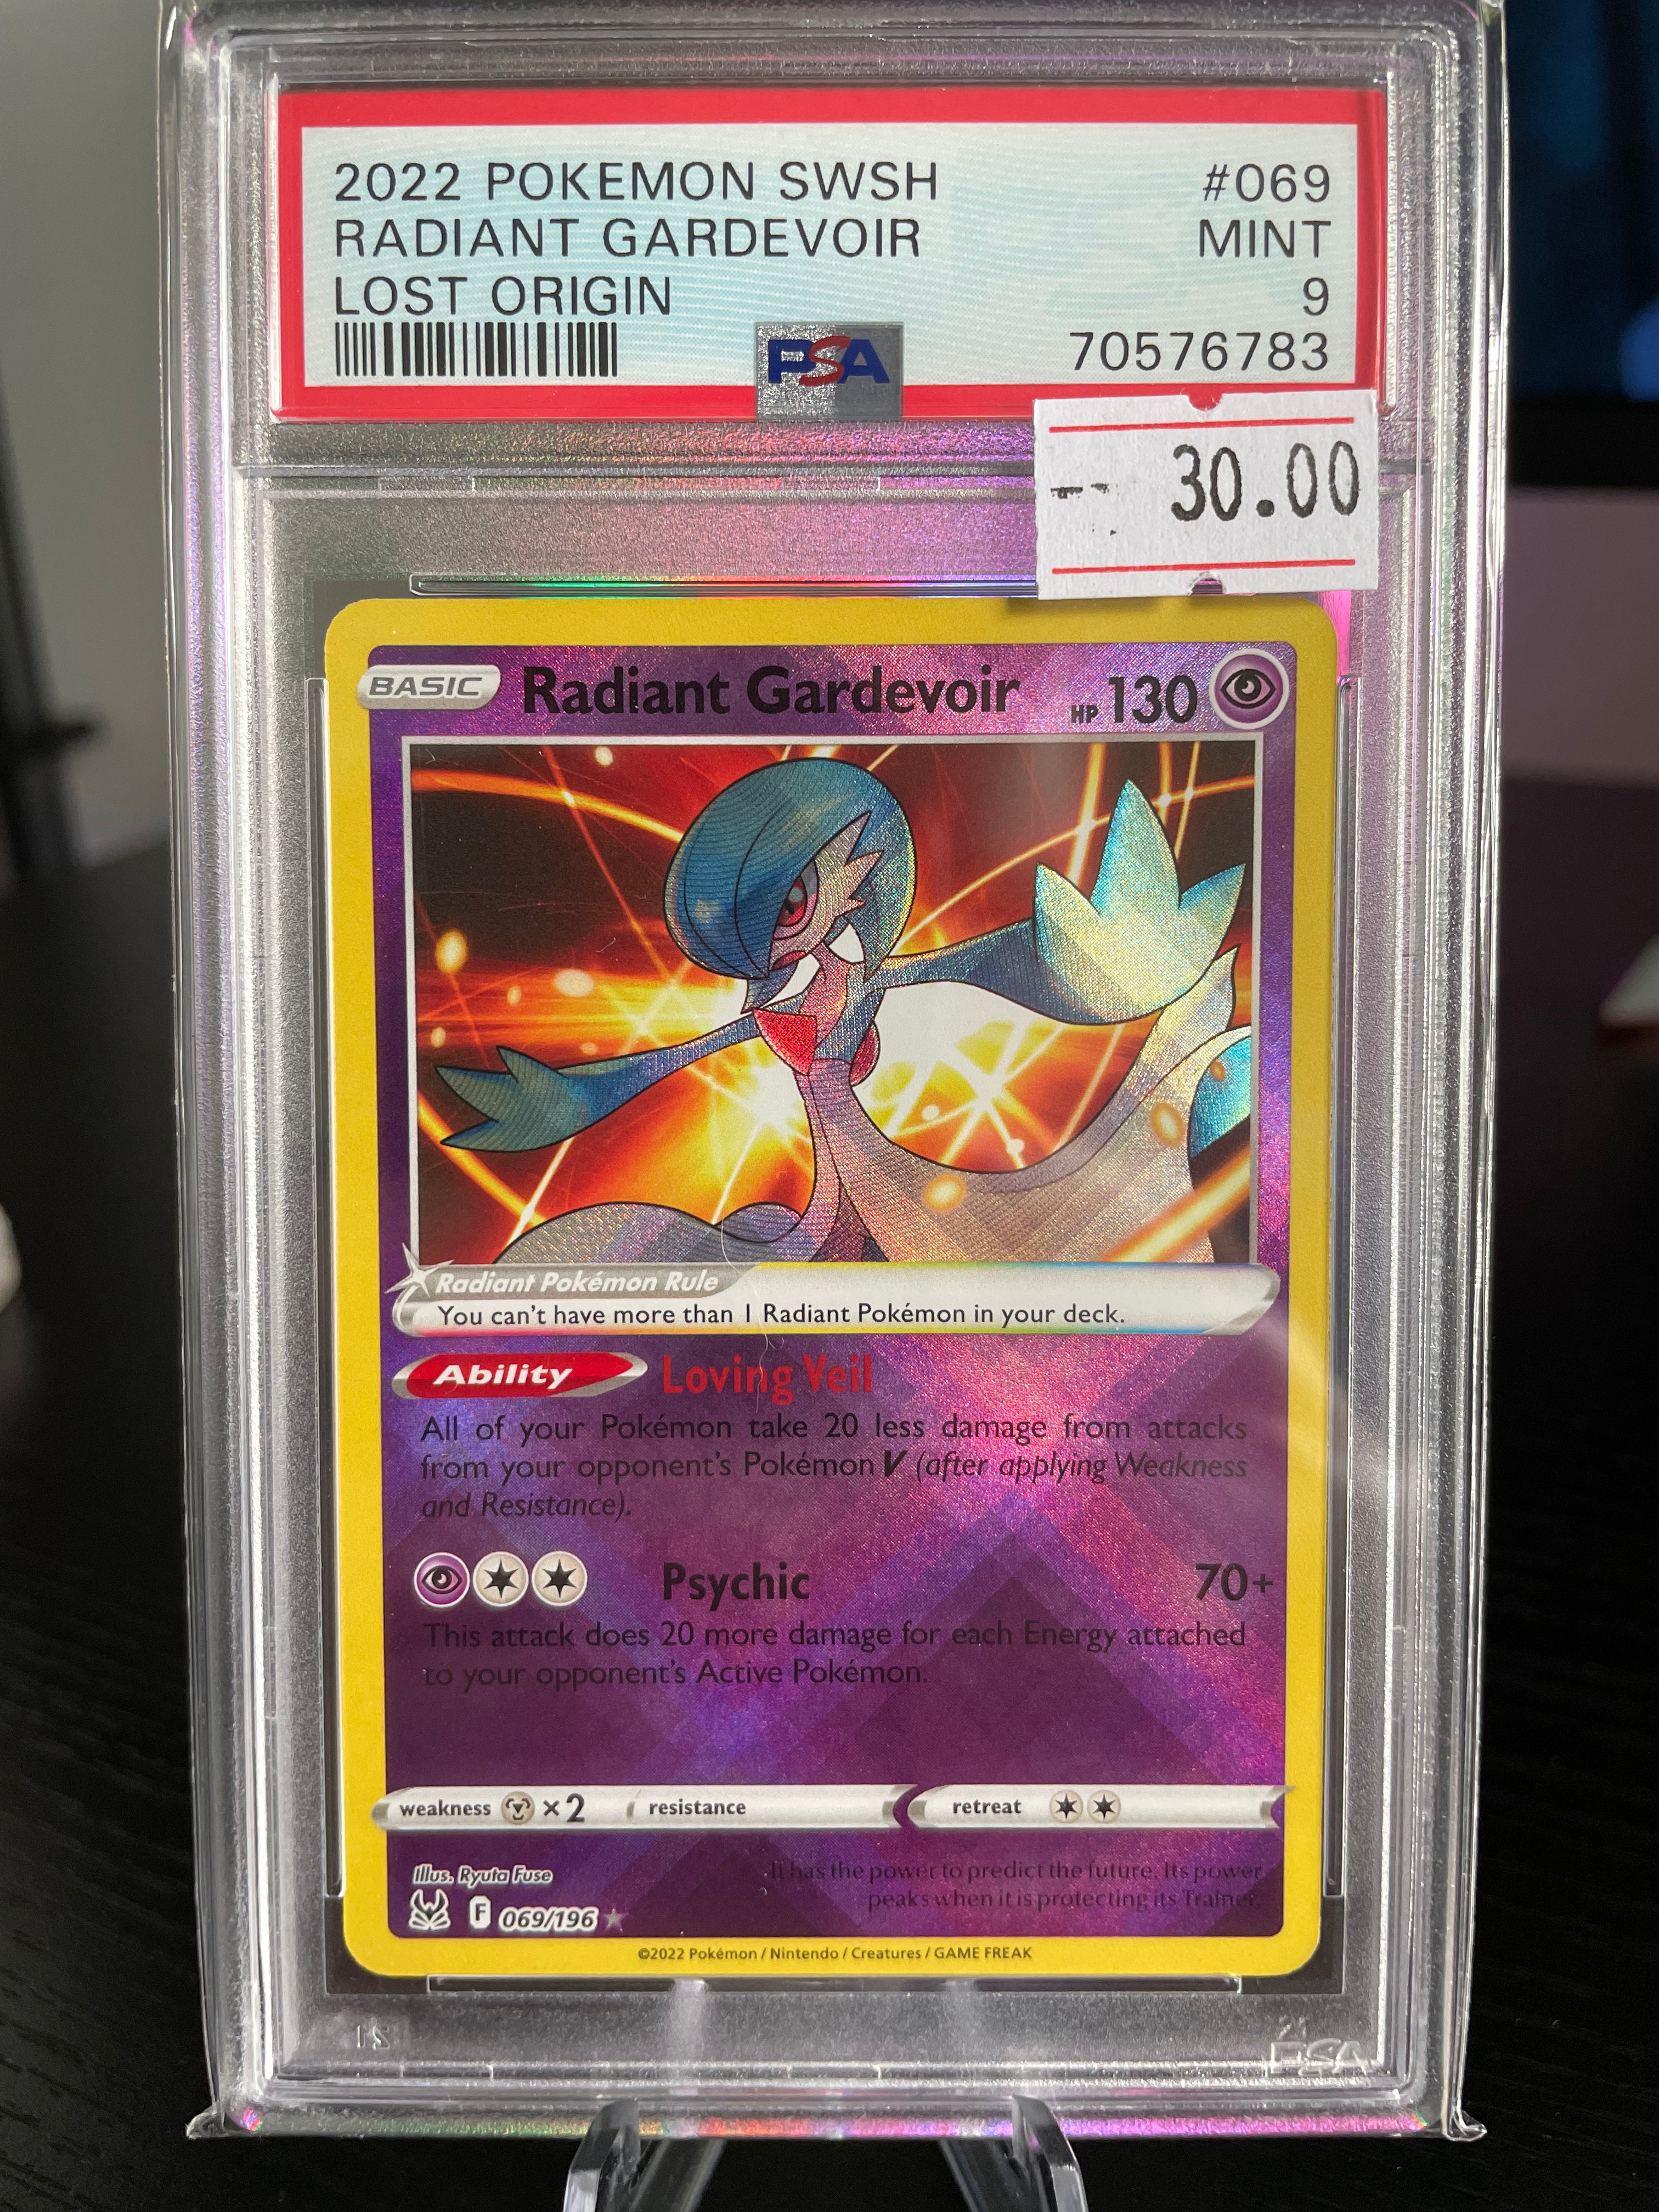 2022 POKEMON SWSH #069
RADIANT GARDEVOIR MINT
LOST ORIGIN 9
PSA 70576783
30.00
BASIC Radiant Gardevoir HP 130
Radiant Pokémon Rule
You can't have more than 1 Radiant Pokémon in your deck.
Ability Loving Veil
All of your Pokémon take 20 less damage from attacks
from your opponent's Pokémon V (after applying Weakness
and Resistance).
Psychic 70+
This attack does 20 more damage for each Energy attached
to your opponent's Active Pokémon.
weakness ×2 resistance retreat
Illus. Ryuta Fuse
It has the power to predict the future. Its power
peaks when it is protecting its Trainer.
F 069/196
©2022 Pokémon / Nintendo / Creatures / GAME FREAK
PSA